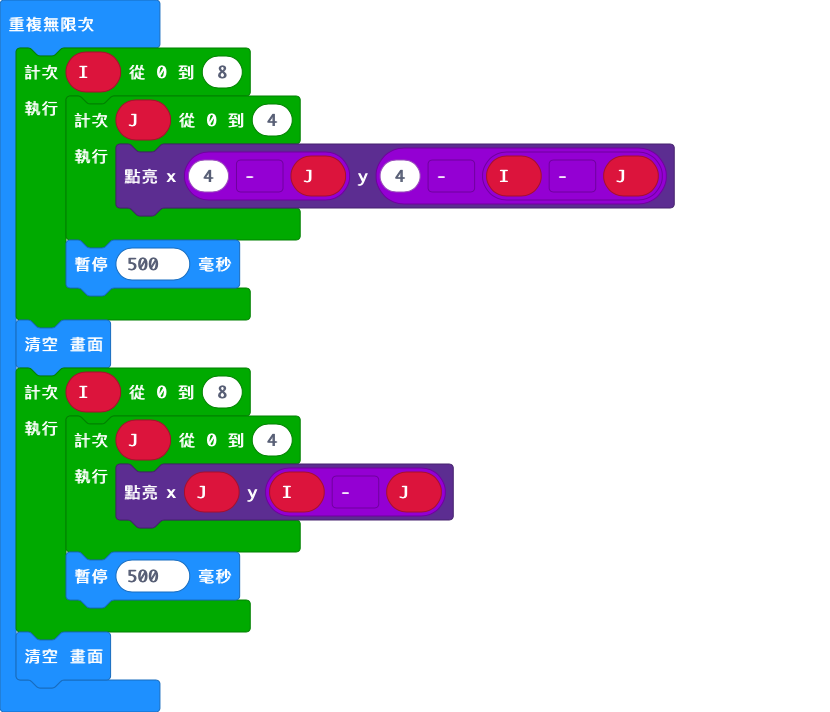 重複無限次
計次 I 從 0 到 8
執行
計次 J 從 0 到 4
執行
點亮 x 4 - J y 4 - I - J
暫停 500 毫秒
清空 畫面
計次 I 從 0 到 8
執行
計次 J 從 0 到 4
執行
點亮 x J y I - J
暫停 500 毫秒
清空 畫面